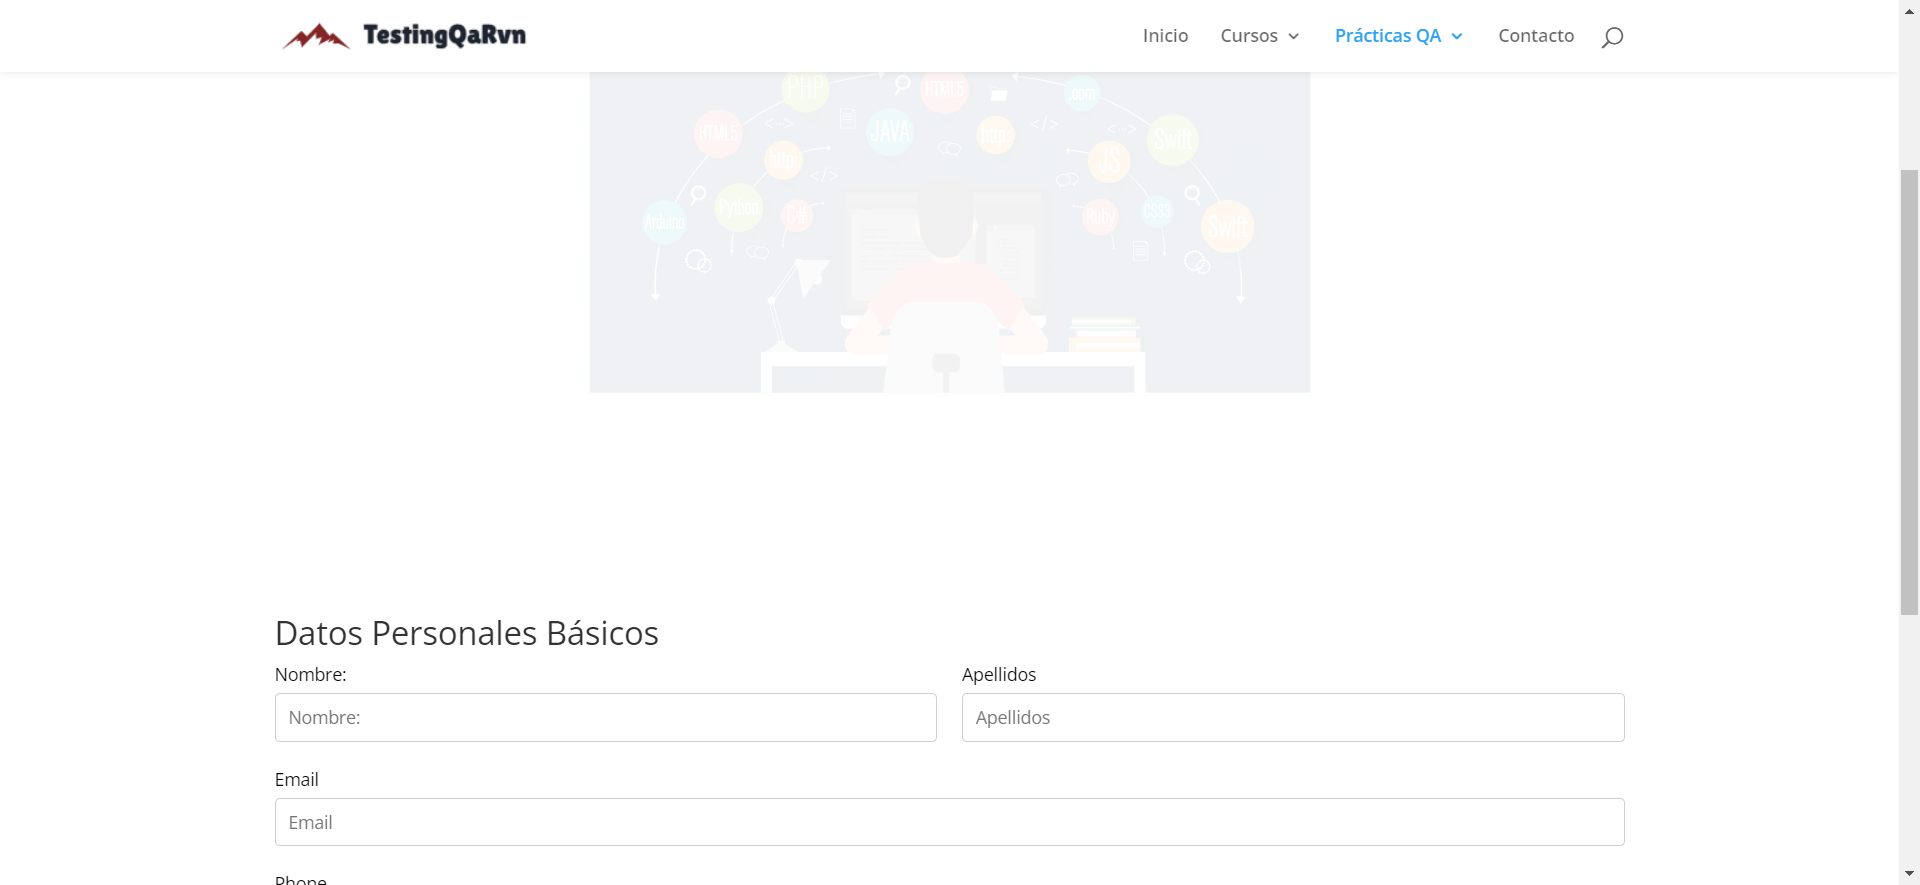 TestingQaRvn
Inicio Cursos Prácticas QA Contacto
PHP HTML5 .com
HTML5 JAVA http Swift
http JS
Python C# Ruby CSS3
Arduino Swift
Datos Personales Básicos
Nombre: Apellidos
Nombre: Apellidos
Email
Email
Phone